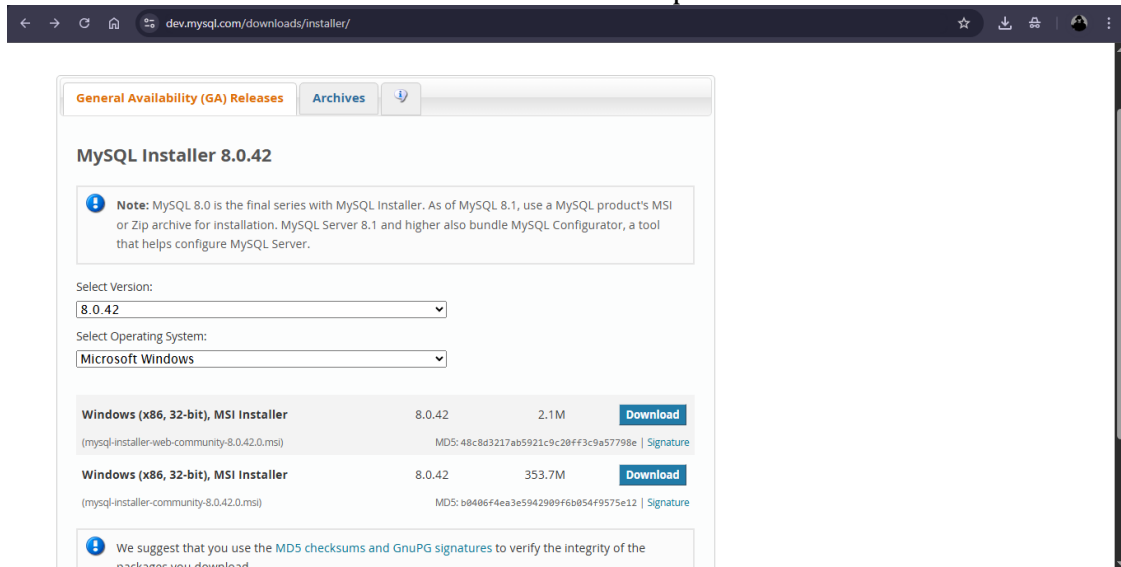 dev.mysql.com/downloads/installer/
General Availability (GA) Releases
Archives
MySQL Installer 8.0.42
Note: MySQL 8.0 is the final series with MySQL Installer. As of MySQL 8.1, use a MySQL product's MSI
or Zip archive for installation. MySQL Server 8.1 and higher also bundle MySQL Configurator, a tool
that helps configure MySQL Server.
Select Version:
8.0.42
Select Operating System:
Microsoft Windows
Windows (x86, 32-bit), MSI Installer 8.0.42 2.1M Download
(mysql-installer-web-community-8.0.42.0.msi) MD5: 48c8d3217ab5921c9c20ff3c9a57798e | Signature
Windows (x86, 32-bit), MSI Installer 8.0.42 353.7M Download
(mysql-installer-community-8.0.42.0.msi) MD5: b0406f4ea3e5942909f6b054f9575e12 | Signature
We suggest that you use the MD5 checksums and GnuPG signatures to verify the integrity of the
packages you download.